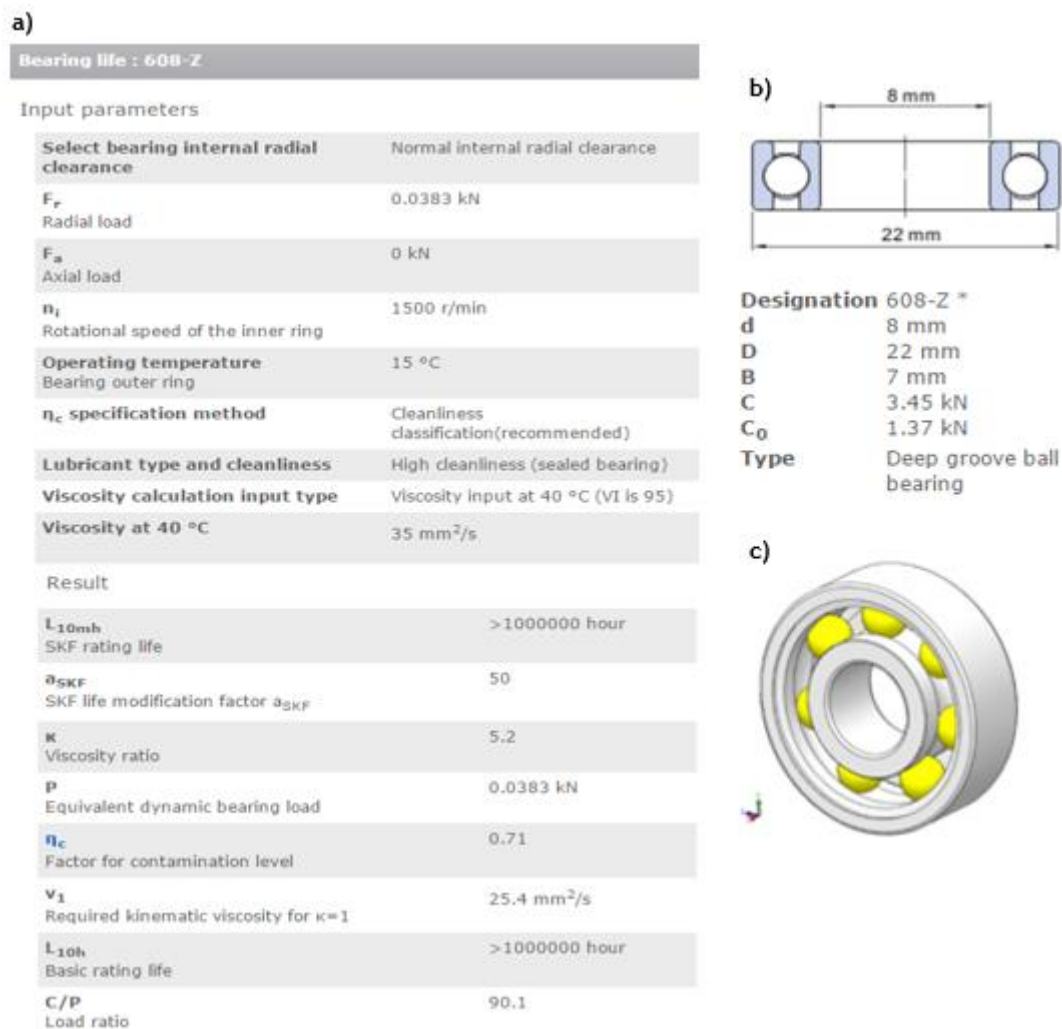 a)
Bearing life : 608-Z
Input parameters
Select bearing internal radial clearance Normal internal radial clearance
F_r 0.0383 kN
Radial load
F_a 0 kN
Axial load
n_i 1500 r/min
Rotational speed of the inner ring
Operating temperature 15 °C
Bearing outer ring
η_c specification method Cleanliness classification(recommended)
Lubricant type and cleanliness High cleanliness (sealed bearing)
Viscosity calculation input type Viscosity input at 40 °C (VI is 95)
Viscosity at 40 °C 35 mm²/s
Result
L_10mh >1000000 hour
SKF rating life
a_SKF 50
SKF life modification factor a_SKF
κ 5.2
Viscosity ratio
P 0.0383 kN
Equivalent dynamic bearing load
η_c 0.71
Factor for contamination level
v_1 25.4 mm²/s
Required kinematic viscosity for κ=1
L_10h >1000000 hour
Basic rating life
C/P 90.1
Load ratio
b)
8 mm
22 mm
Designation 608-Z *
d 8 mm
D 22 mm
B 7 mm
C 3.45 kN
C_0 1.37 kN
Type Deep groove ball
bearing
c)